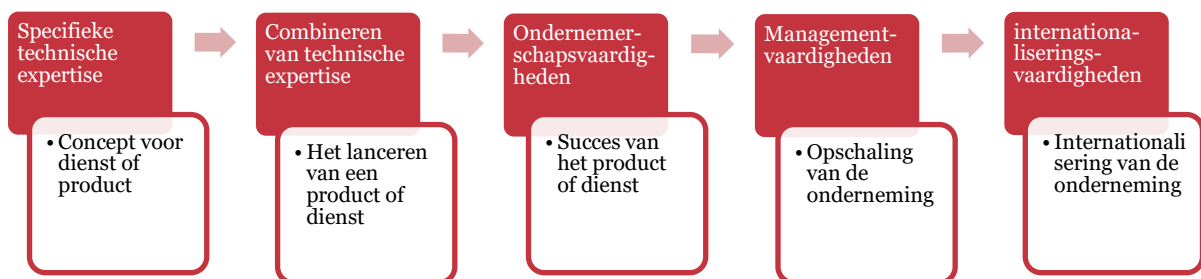 Specifieke
technische
expertise
• Concept voor
dienst of
product
Combineren
van technische
expertise
• Het lanceren
van een
product of
dienst
Ondernemer-
schapsvaardig-
heden
• Succes van
het product
of dienst
Management-
vaardigheden
• Opschaling
van de
onderneming
internationa-
liserings-
vaardigheden
• Internationali
sering van de
onderneming